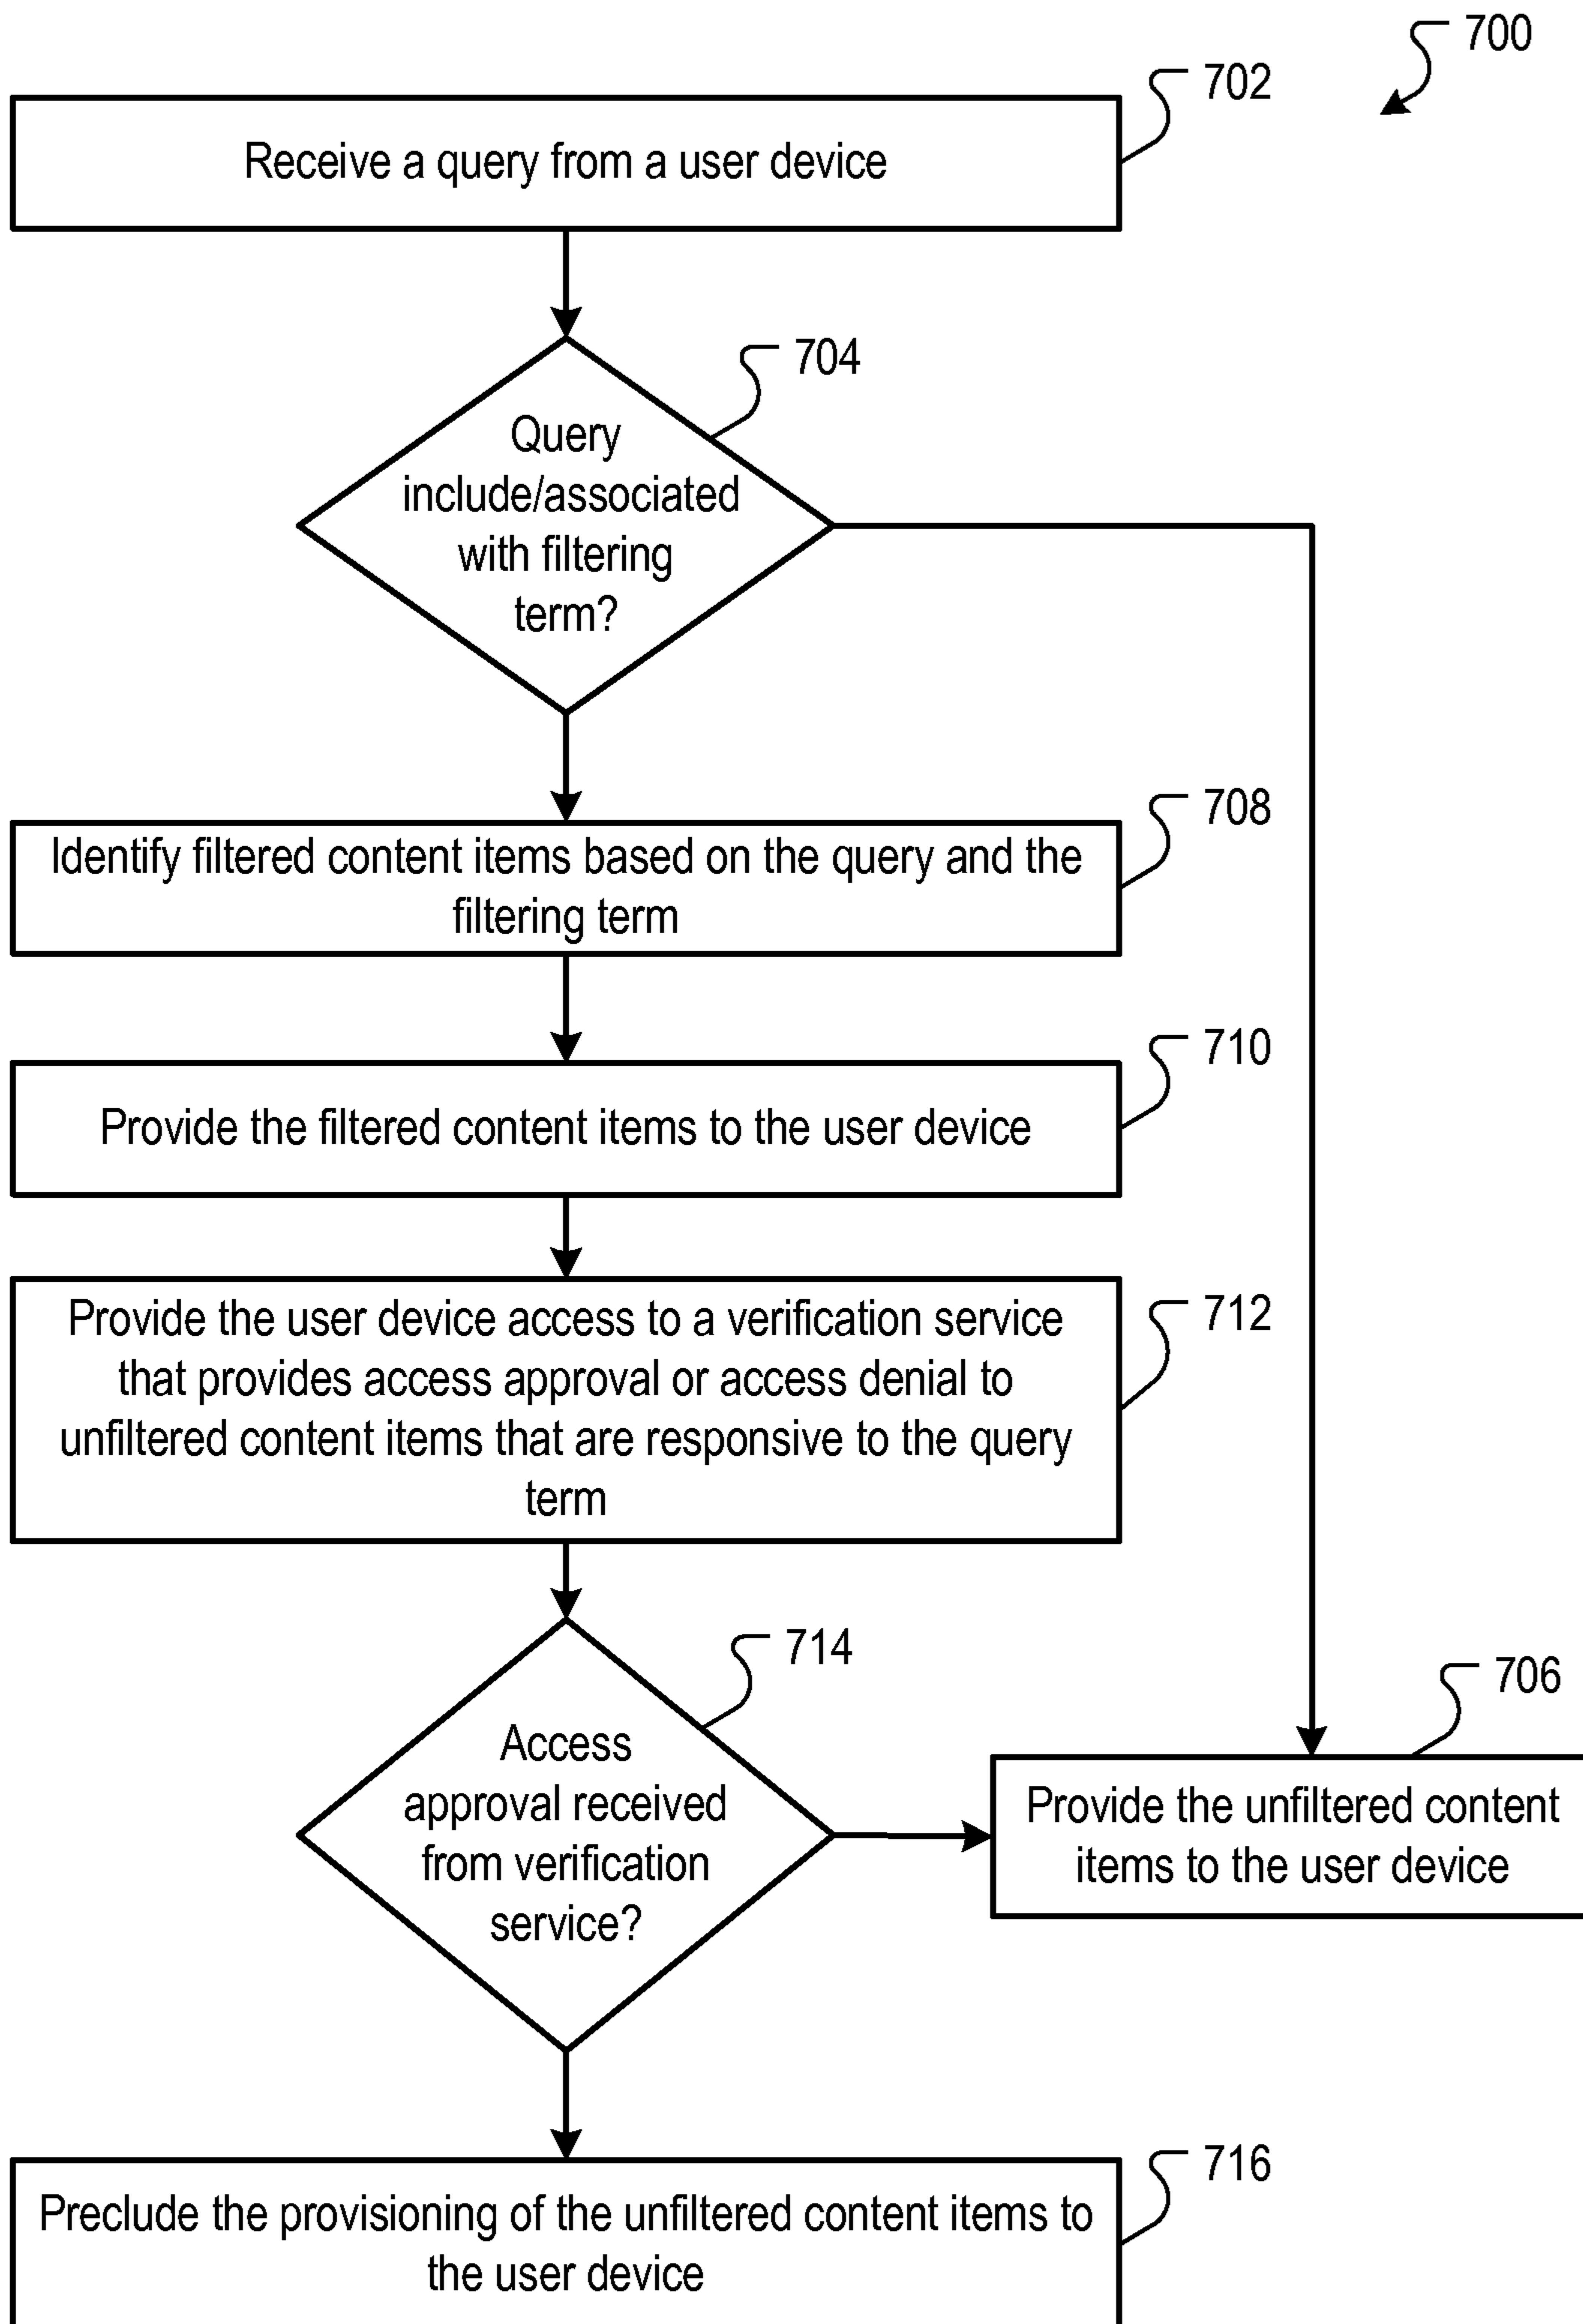 700
702
Receive a query from a user device
704
Query
include/associated
with filtering
term?
708
Identify filtered content items based on the query and the
filtering term
710
Provide the filtered content items to the user device
712
Provide the user device access to a verification service
that provides access approval or access denial to
unfiltered content items that are responsive to the query
term
714
Access
approval received
from verification
service?
706
Provide the unfiltered content
items to the user device
716
Preclude the provisioning of the unfiltered content items to
the user device